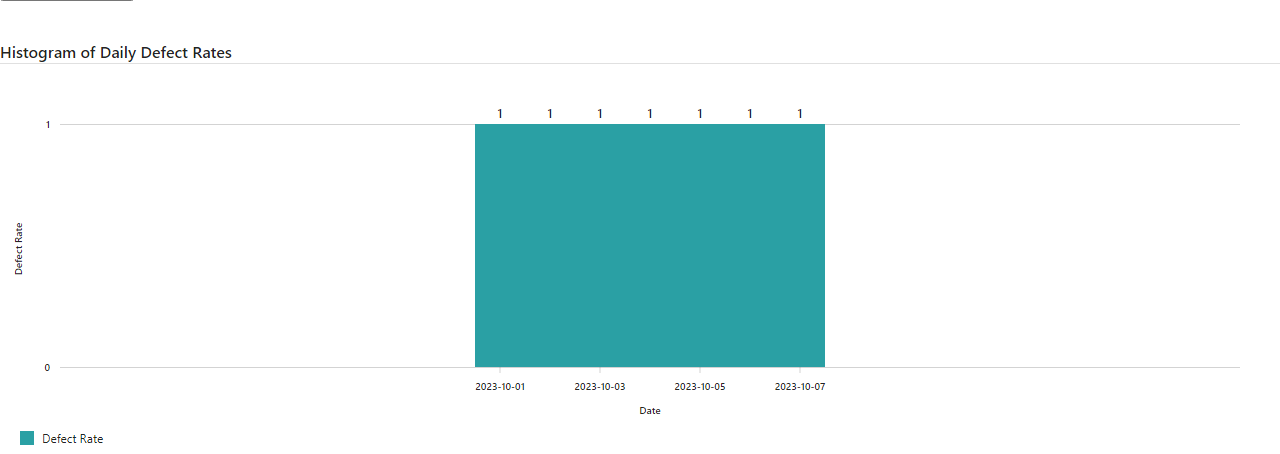 Histogram of Daily Defect Rates
1 1 1 1 1 1 1
1
Defect Rate
0
2023-10-01 2023-10-03 2023-10-05 2023-10-07
Date
Defect Rate